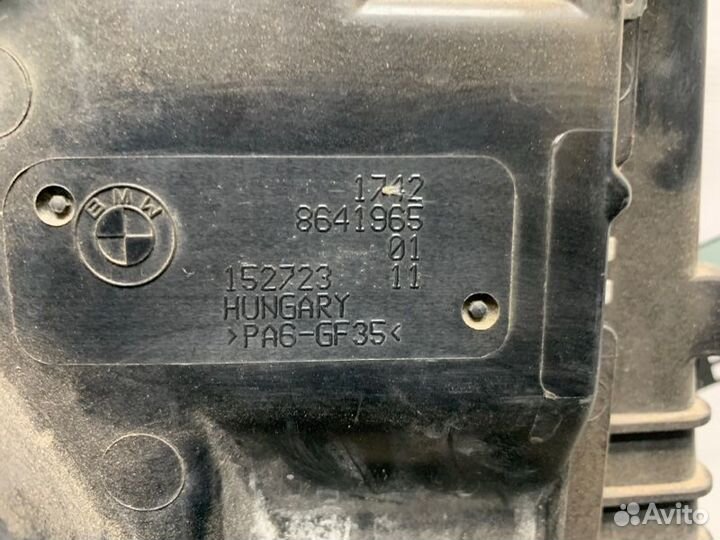 BMW
1742
8641965
01
152723 11
HUNGARY
>PA6-GF35<
Avito